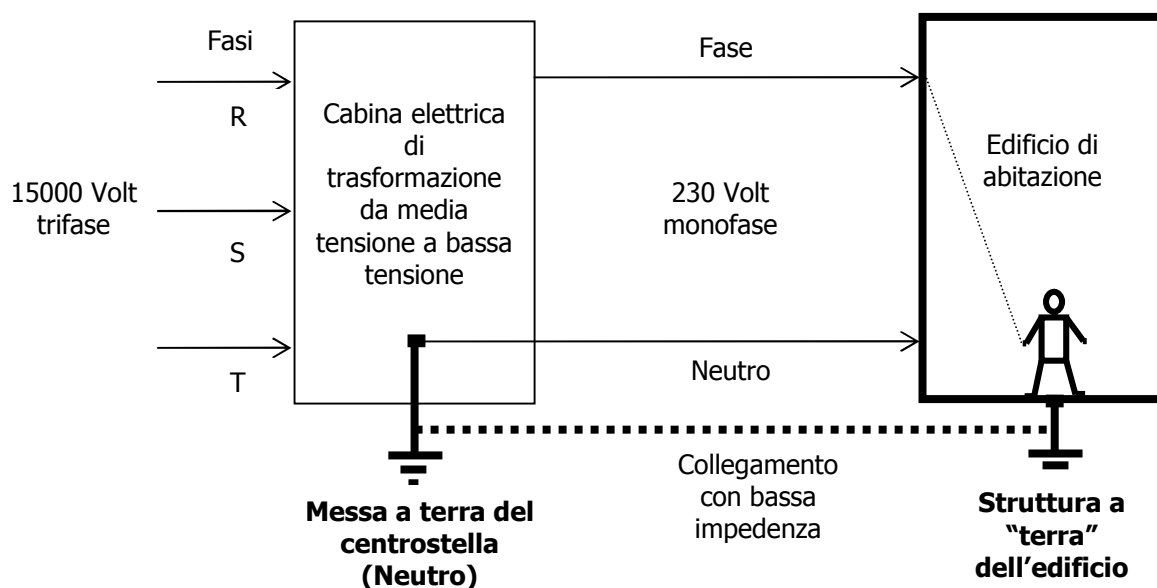 Fasi
R
15000 Volt
trifase
S
T
Cabina elettrica
di
trasformazione
da media
tensione a bassa
tensione
Fase
230 Volt
monofase
Neutro
Edificio di
abitazione
Collegamento
con bassa
impedenza
Messa a terra del
centrostella
(Neutro)
Struttura a
“terra”
dell’edificio